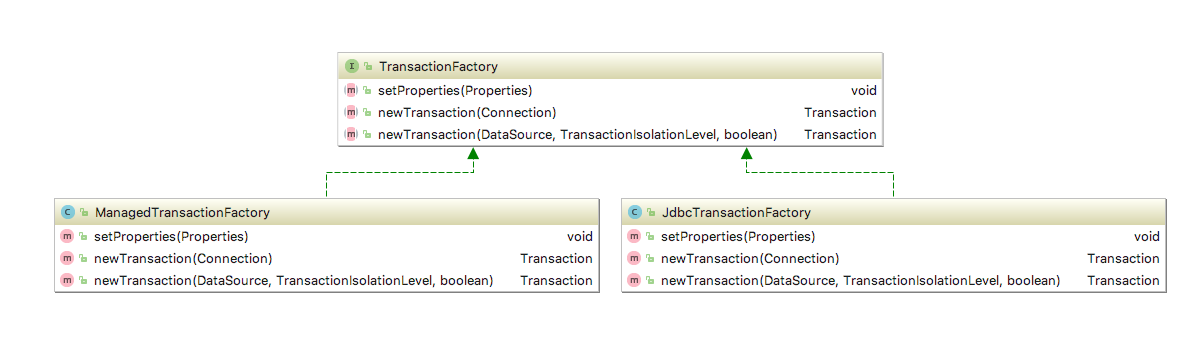 I TransactionFactory
m setProperties(Properties) void
m newTransaction(Connection) Transaction
m newTransaction(DataSource, TransactionIsolationLevel, boolean) Transaction
C ManagedTransactionFactory
m setProperties(Properties) void
m newTransaction(Connection) Transaction
m newTransaction(DataSource, TransactionIsolationLevel, boolean) Transaction
C JdbcTransactionFactory
m setProperties(Properties) void
m newTransaction(Connection) Transaction
m newTransaction(DataSource, TransactionIsolationLevel, boolean) Transaction